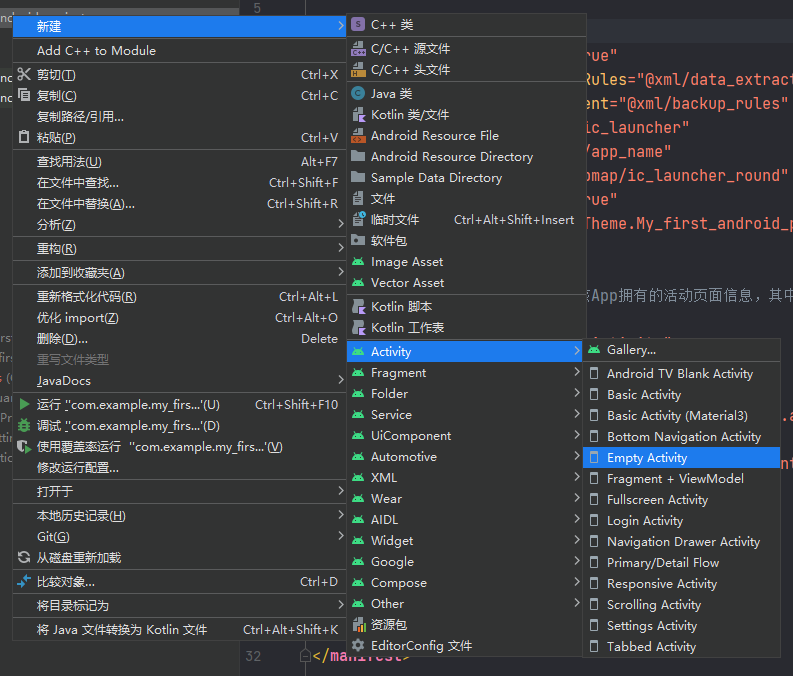 5
新建
Add C++ to Module
剪切(T) Ctrl+X
复制(C) Ctrl+C
复制路径/引用...
粘贴(P) Ctrl+V
查找用法(U) Alt+F7
在文件中查找... Ctrl+Shift+F
在文件中替换(A)... Ctrl+Shift+R
分析(Z)
重构(R)
添加到收藏夹(A)
重新格式化代码(R) Ctrl+Alt+L
优化 import(Z) Ctrl+Alt+O
删除(D)... Delete
重写文件类型
JavaDocs
运行 "com.example.my_firs...'(U) Ctrl+Shift+F10
调试 "com.example.my_firs...'(D)
使用覆盖率运行 "com.example.my_firs...'(V)
修改运行配置...
打开于
本地历史记录(H)
Git(G)
从磁盘重新加载
比较对象... Ctrl+D
将目录标记为
将 Java 文件转换为 Kotlin 文件 Ctrl+Alt+Shift+K
C++ 类
C/C++ 源文件
C/C++ 头文件
Java 类
Kotlin 类/文件
Android Resource File
Android Resource Directory
Sample Data Directory
文件
临时文件 Ctrl+Alt+Shift+Insert
软件包
Image Asset
Vector Asset
Kotlin 脚本
Kotlin 工作表
Activity
Fragment
Folder
Service
UiComponent
Automotive
XML
Wear
AIDL
Widget
Google
Compose
Other
资源包
EditorConfig 文件
Gallery...
Android TV Blank Activity
Basic Activity
Basic Activity (Material3)
Bottom Navigation Activity
Empty Activity
Fragment + ViewModel
Fullscreen Activity
Login Activity
Navigation Drawer Activity
Primary/Detail Flow
Responsive Activity
Scrolling Activity
Settings Activity
Tabbed Activity
rue"
Rules="@xml/data_extract
ent="@xml/backup_rules"
ic_launcher"
/app_name"
pmap/ic_launcher_round"
rue"
Theme.My_first_android_p
App拥有的活动页面信息，其中
32 </manifest>